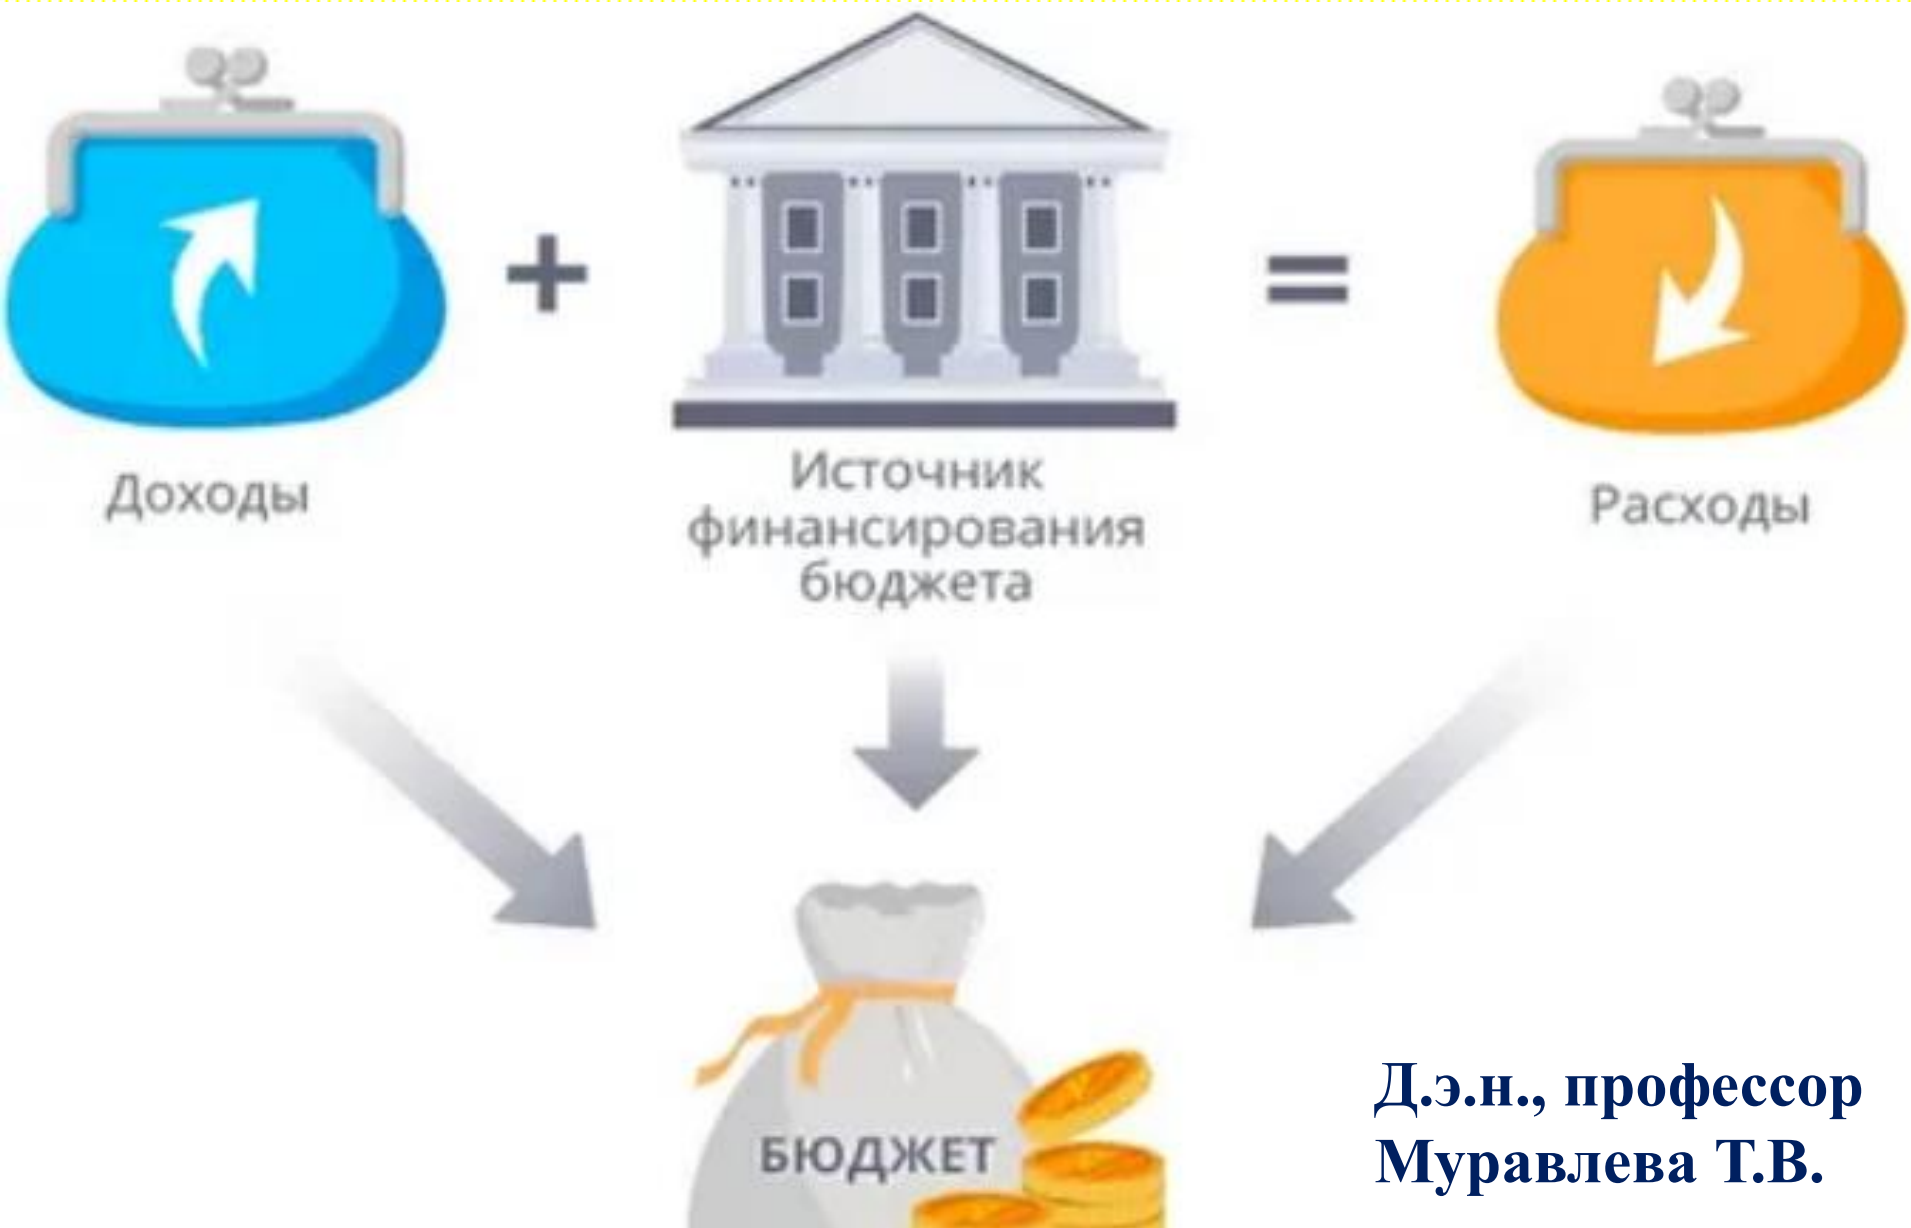 Доходы
+
=
Источник
финансирования
бюджета
Расходы
БЮДЖЕТ
Д.э.н., профессор
Муравлева Т.В.